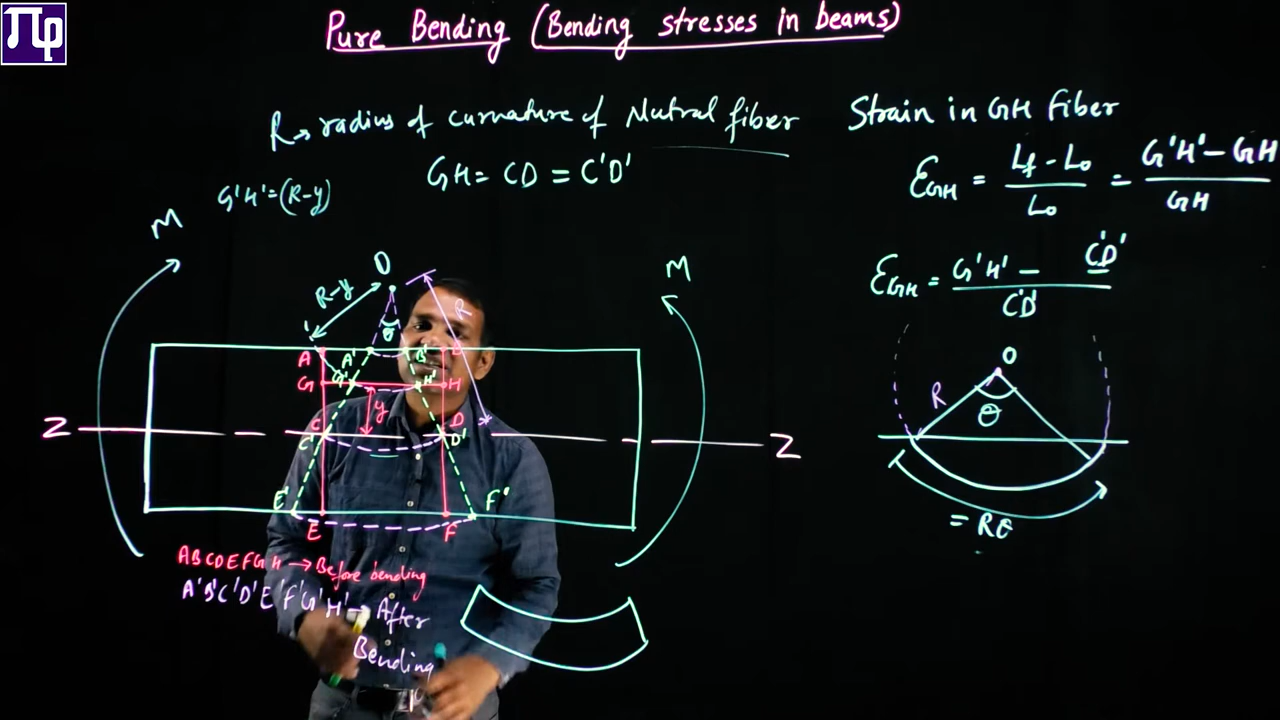 πφ
Pure Bending (Bending stresses in beams)
R→ radius of curvature of Nutral fiber
GH = CD = C'D'
G'H' = (R-y)
Strain in GH fiber
εGH = Lf - Lo / Lo = G'H' - GH / GH
εGH = G'H' - C'D' / C'D'
M
M
O
R-y
R
θ
A A' B'
G G' H' H
y
Z C D Z
C' D'
E' F'
E F
O
R
θ
= Rθ
ABCDEFGH → Before bending
A'B'C'D'E'F'G'H' → After
Bending